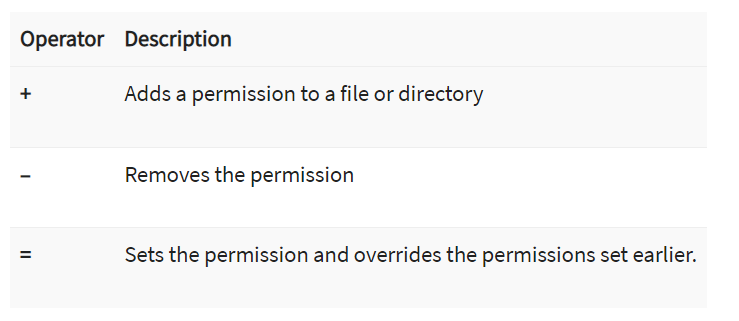 Operator Description
+ Adds a permission to a file or directory
– Removes the permission
= Sets the permission and overrides the permissions set earlier.